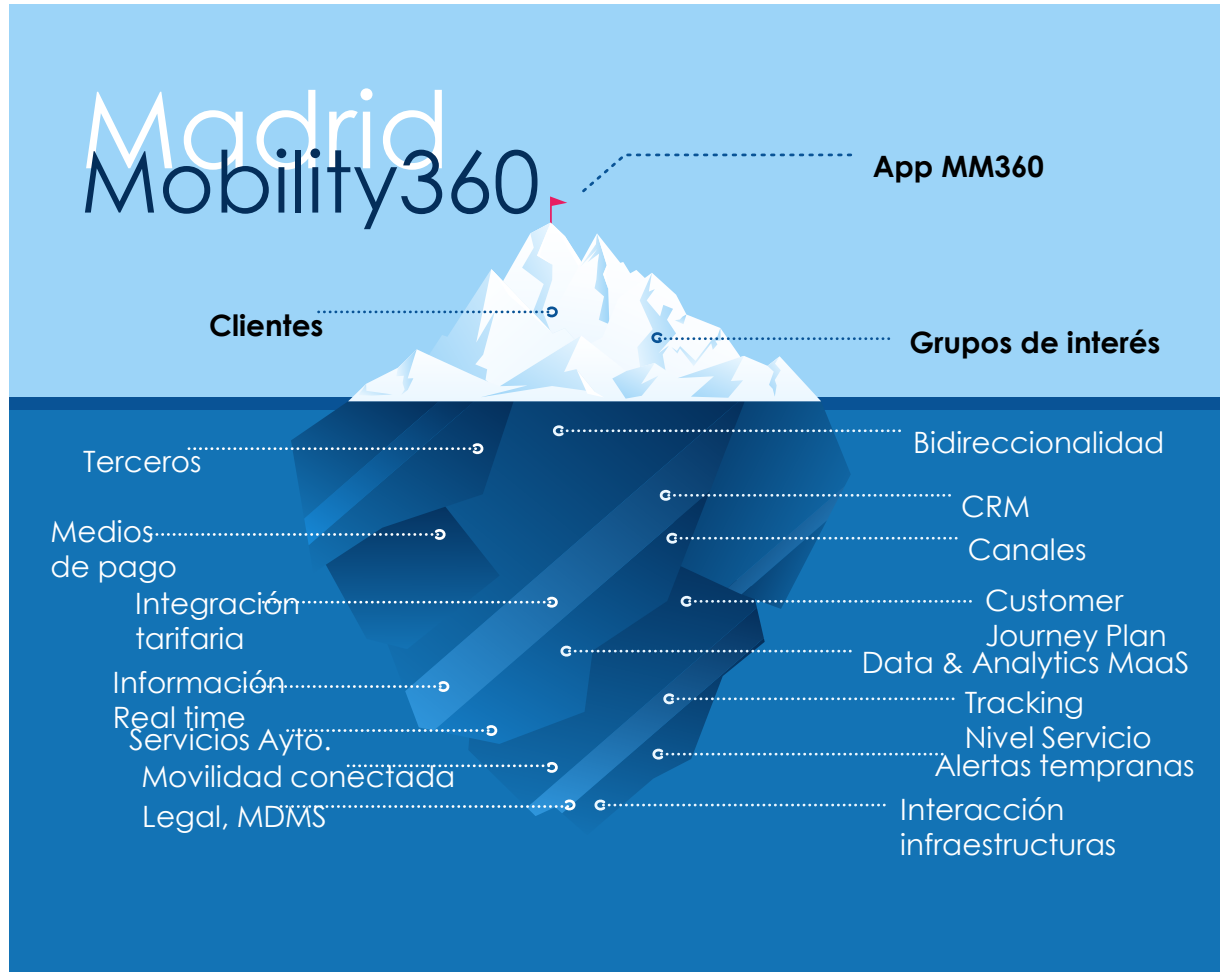 Madrid
Mobility360
App MM360
Clientes
Grupos de interés
Terceros
Bidireccionalidad
Medios
de pago
CRM
Canales
Integración
tarifaria
Customer
Journey Plan
Data & Analytics MaaS
Información
Real time
Tracking
Nivel Servicio
Servicios Ayto.
Alertas tempranas
Movilidad conectada
Legal, MDMS
Interacción
infraestructuras